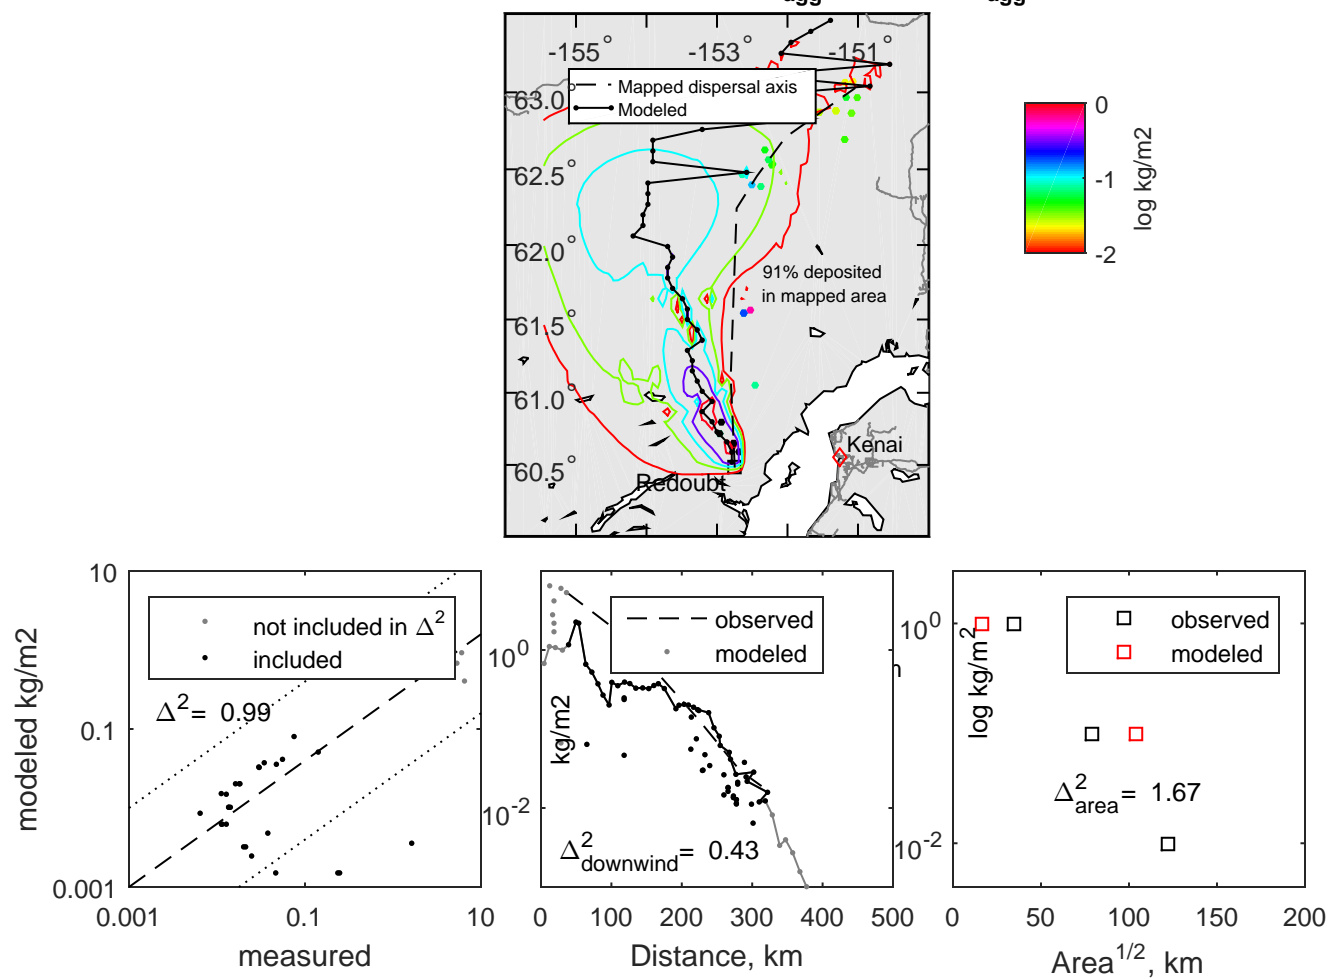 agg agg
-155° -153° -151°
Mapped dispersal axis
Modeled
63.0°
62.5°
62.0°
61.5°
61.0°
60.5°
91% deposited
in mapped area
Kenai
Redoubt
0
-1
-2
log kg/m2
10
0.1
0.001
modeled kg/m2
not included in Δ²
included
Δ²= 0.99
0.001 0.1 10
measured
10⁰
10⁻²
kg/m2
observed
modeled
Δ²downwind= 0.43
0 100 200 300 400 500
Distance, km
10⁰
10⁻²
log kg/m²
observed
modeled
Δ²area= 1.67
0 50 100 150 200
Area¹/², km